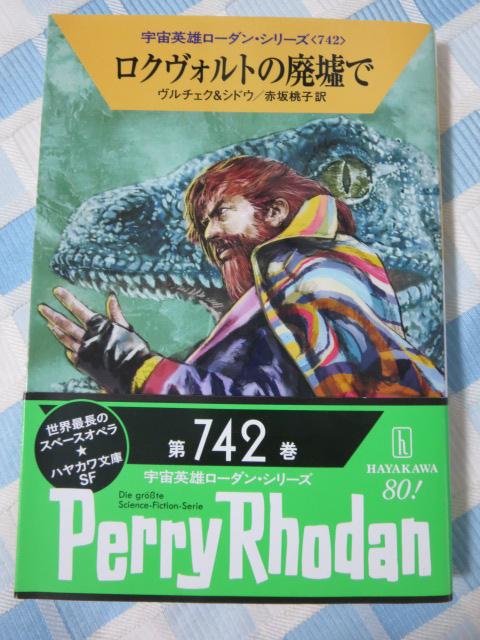 宇宙英雄ローダン・シリーズ〈742〉
ロクヴォルトの廃墟で
ヴルチェク&シドウ/赤坂桃子訳
世界最長の
スペースオペラ
★
ハヤカワ文庫
SF
第742巻
宇宙英雄ローダン・シリーズ
h
HAYAKAWA
80!
Die größte
Science-Fiction-Serie
Perry Rhodan